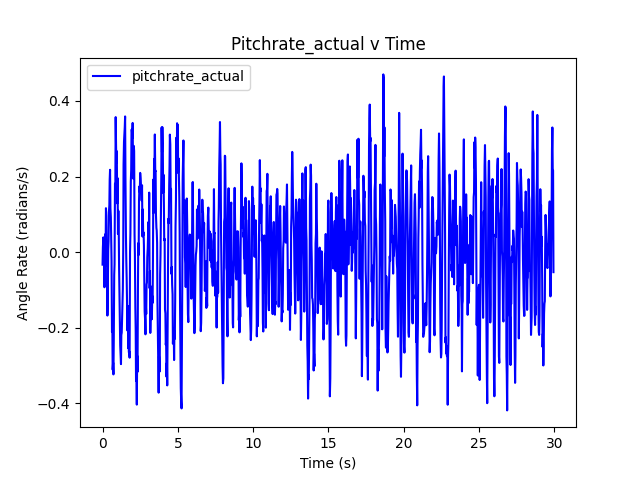 Pitchrate_actual v Time
pitchrate_actual
Angle Rate (radians/s)
0.4
0.2
0.0
−0.2
−0.4
0 5 10 15 20 25 30
Time (s)